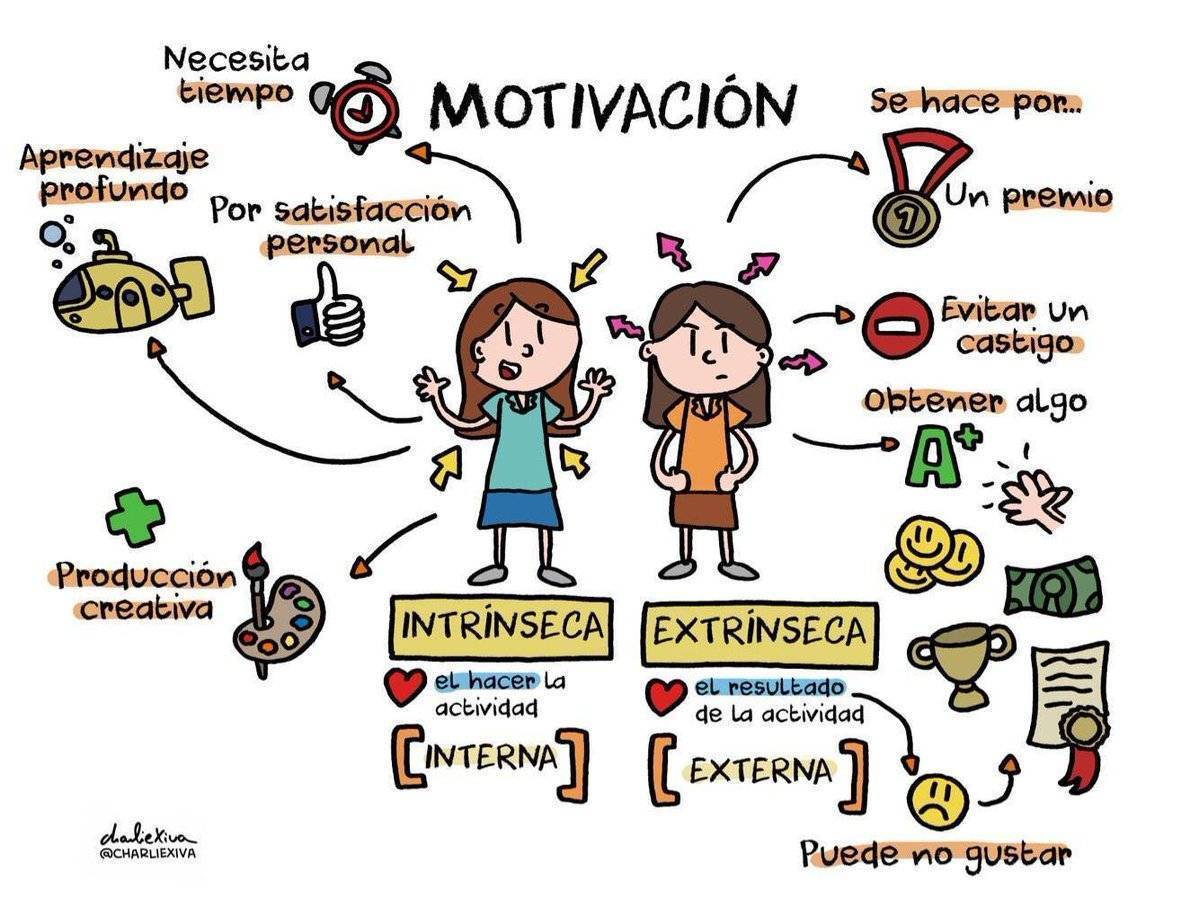 MOTIVACIÓN
Necesita
tiempo
Aprendizaje
profundo
Por satisfacción
personal
Producción
creativa
INTRÍNSECA
el hacer la
actividad
INTERNA
Se hace por...
Un premio
1
Evitar un
castigo
Obtener algo
A+
EXTRÍNSECA
el resultado
de la actividad
EXTERNA
Puede no gustar
charliexiva
@CHARLIEXIVA